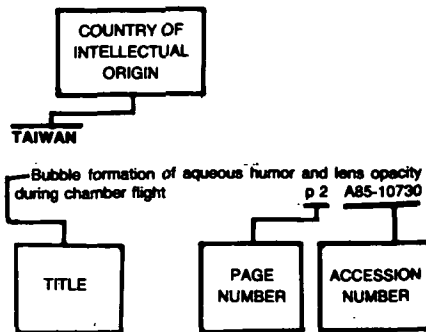 COUNTRY OF
INTELLECTUAL
ORIGIN
TAIWAN
Bubble formation of aqueous humor and lens opacity
during chamber flight p 2 A85-10730
TITLE
PAGE
NUMBER
ACCESSION
NUMBER